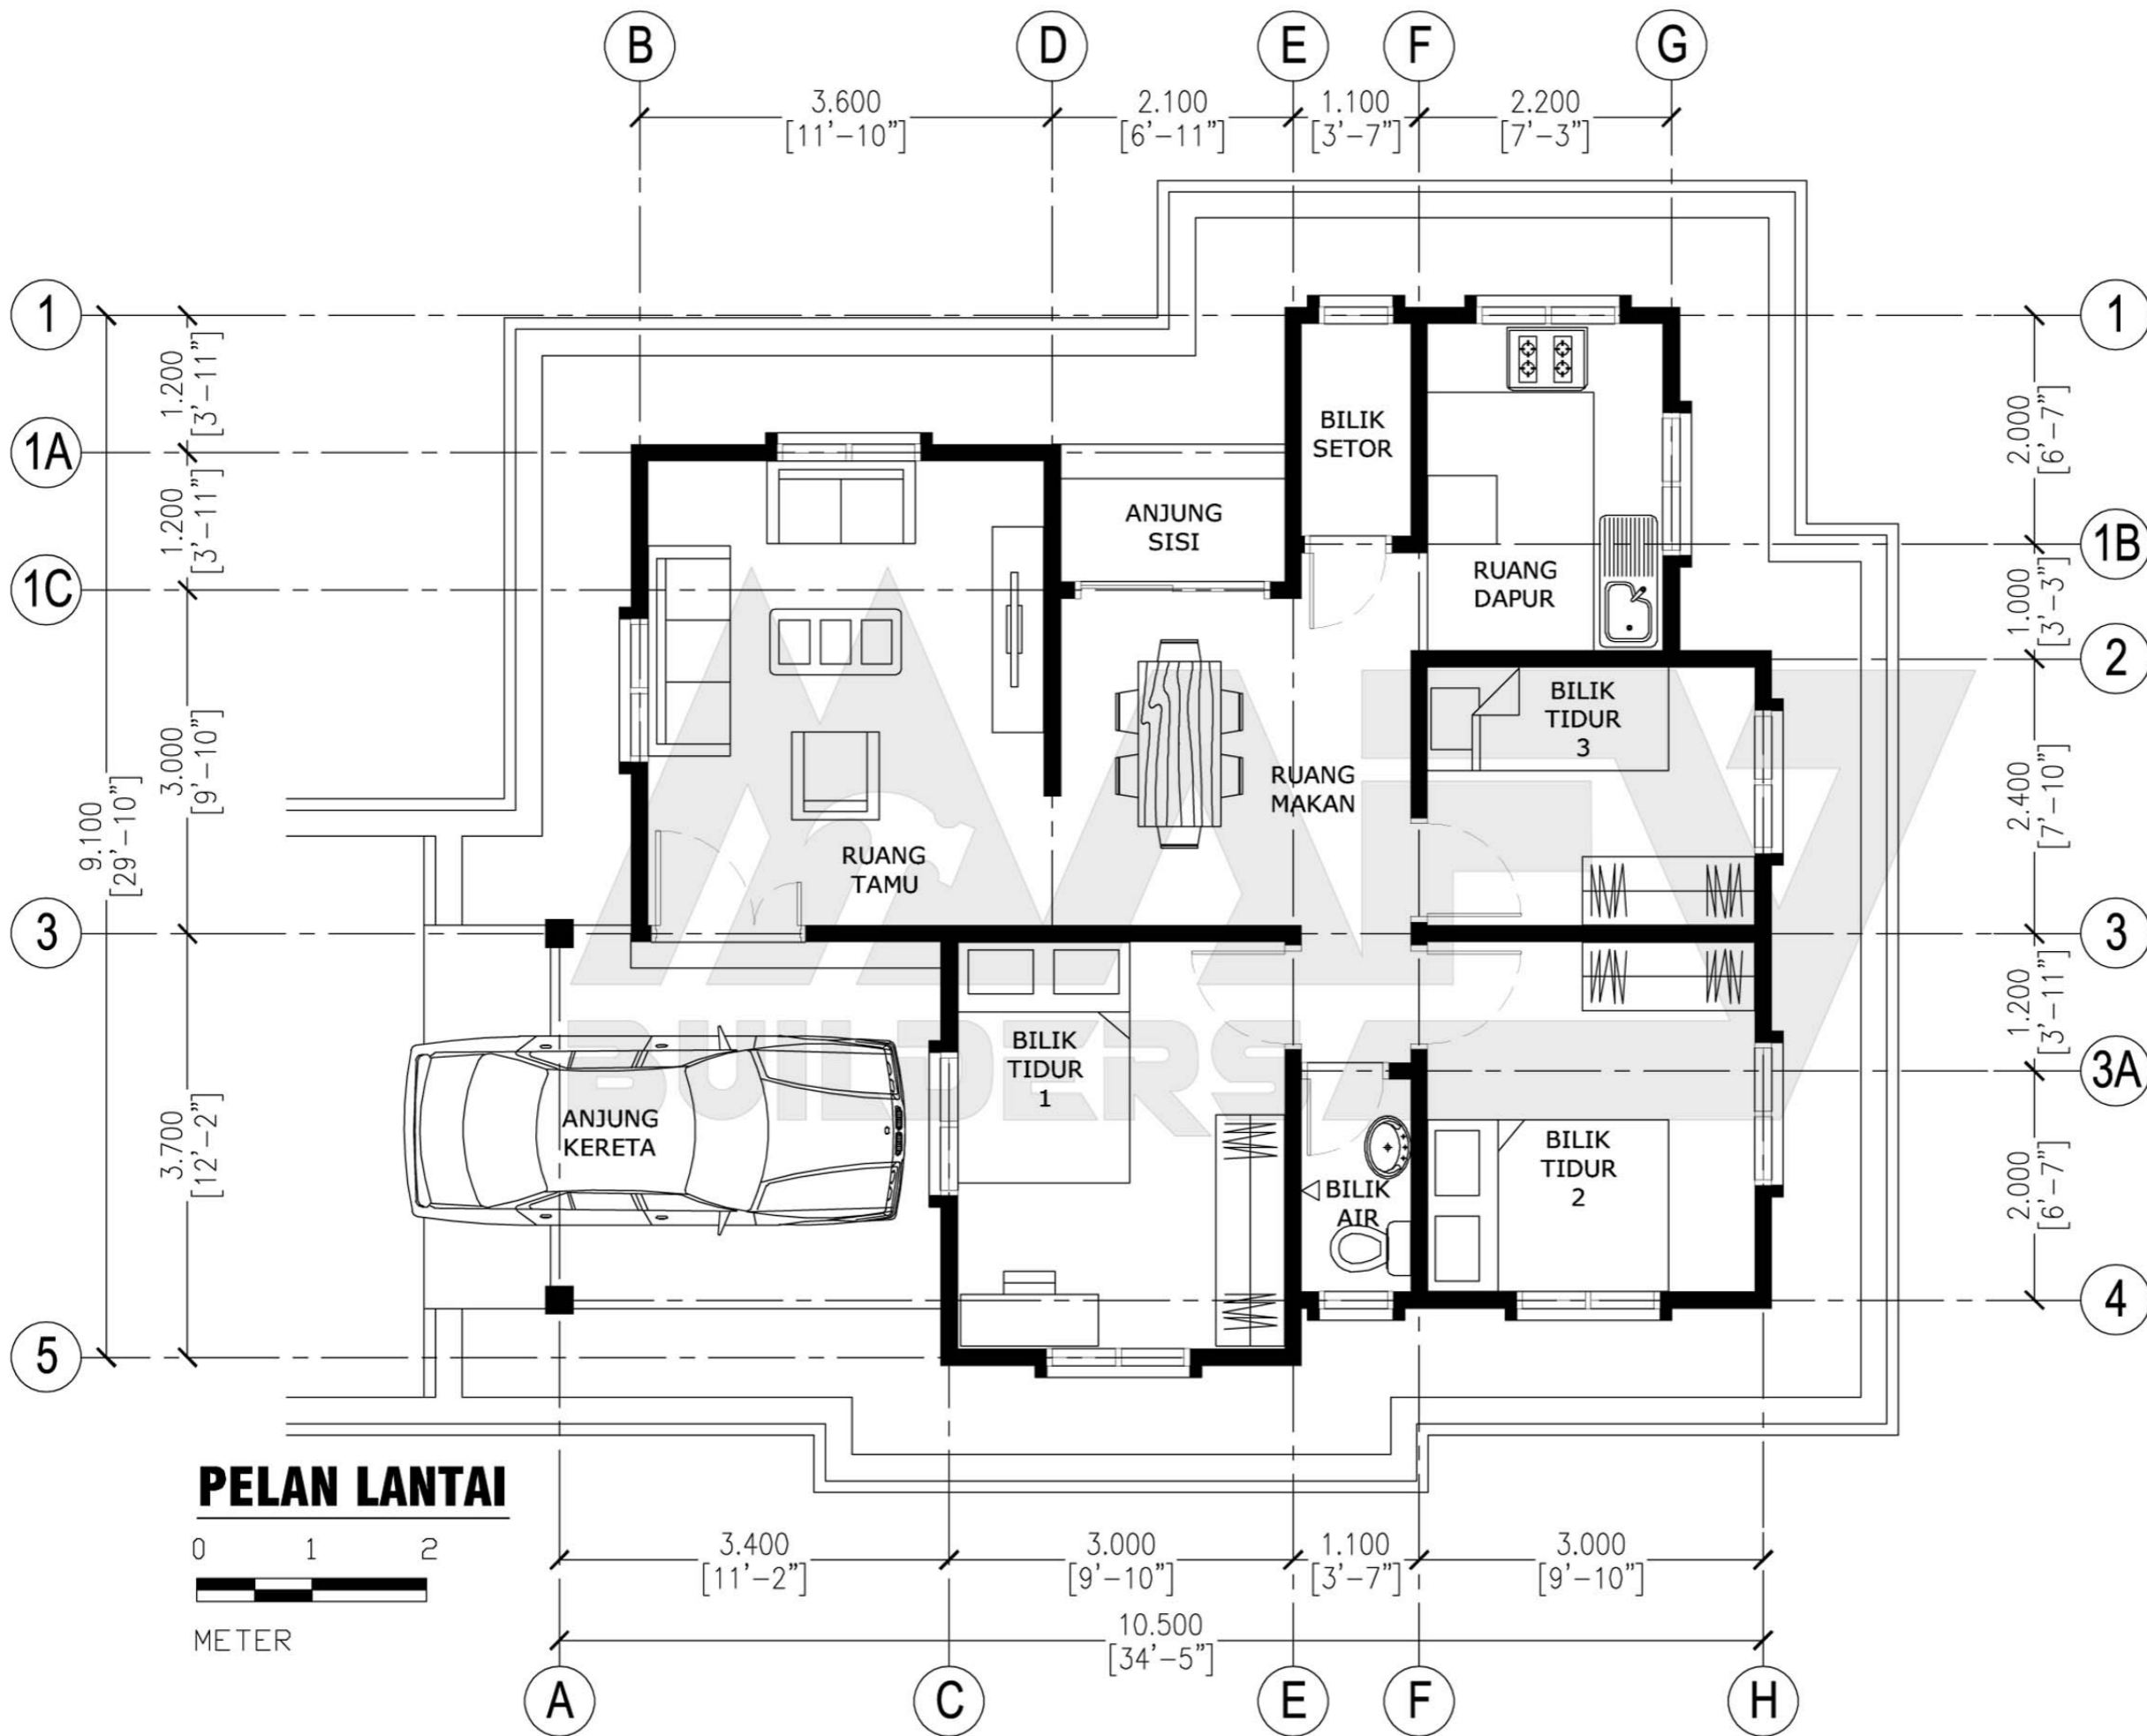 B
D
E
F
G
3.600
[11'-10"]
2.100
[6'-11"]
1.100
[3'-7"]
2.200
[7'-3"]
1
1A
1C
3
5
1.200
[3'-11"]
1.200
[3'-11"]
3.000
[9'-10"]
9.100
[29'-10"]
3.700
[12'-2"]
1
1B
2
3
3A
4
2.000
[6'-7"]
1.000
[3'-3"]
2.400
[7'-10"]
1.200
[3'-11"]
2.000
[6'-7"]
BILIK
SETOR
ANJUNG
SISI
RUANG
DAPUR
BILIK
TIDUR
3
RUANG
MAKAN
RUANG
TAMU
BILIK
TIDUR
1
ANJUNG
KERETA
BILIK
AIR
BILIK
TIDUR
2
BUILDERS
PELAN LANTAI
0 1 2
METER
3.400
[11'-2"]
3.000
[9'-10"]
1.100
[3'-7"]
3.000
[9'-10"]
10.500
[34'-5"]
A
C
E
F
H